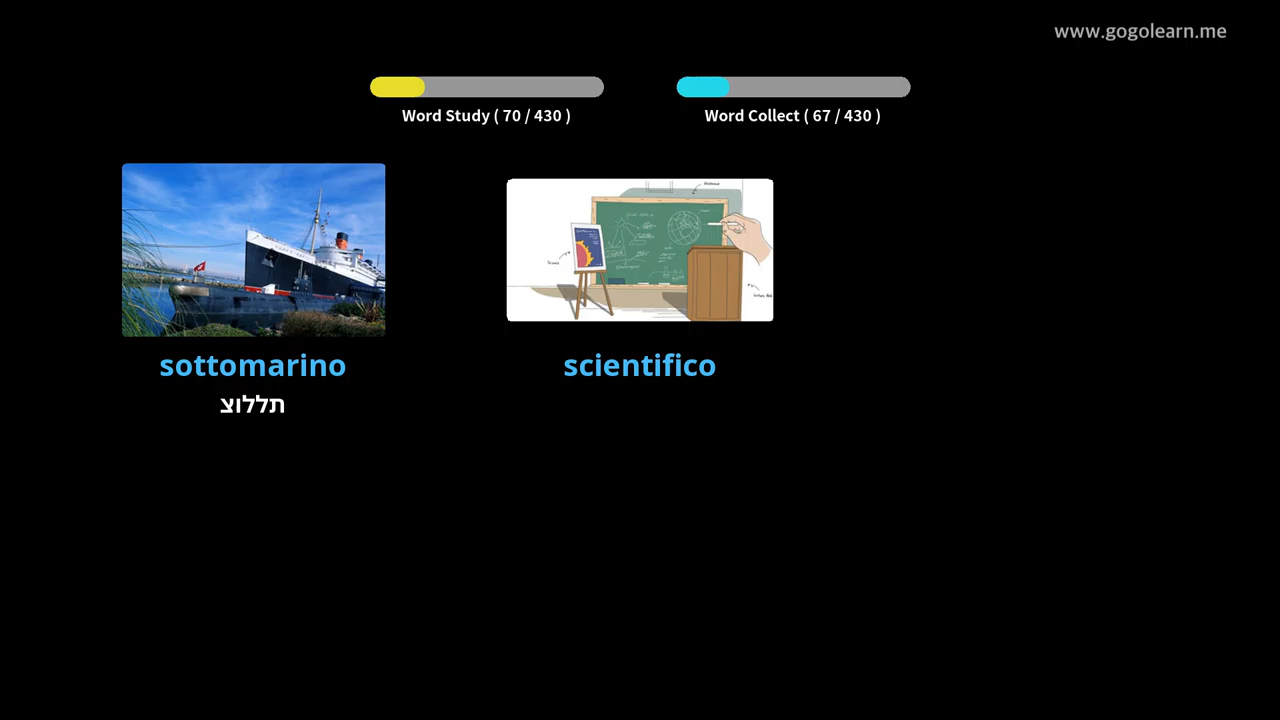 www.gogolearn.me
Word Study ( 70 / 430 )
Word Collect ( 67 / 430 )
sottomarino
scientifico
צוללת